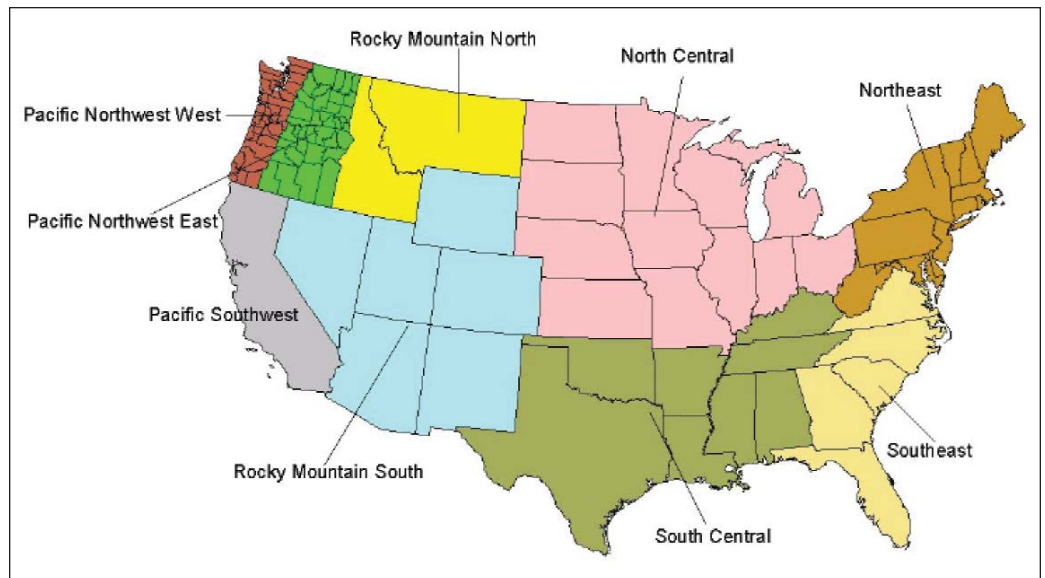 Rocky Mountain North
North Central
Northeast
Pacific Northwest West
Pacific Northwest East
Pacific Southwest
Rocky Mountain South
Southeast
South Central